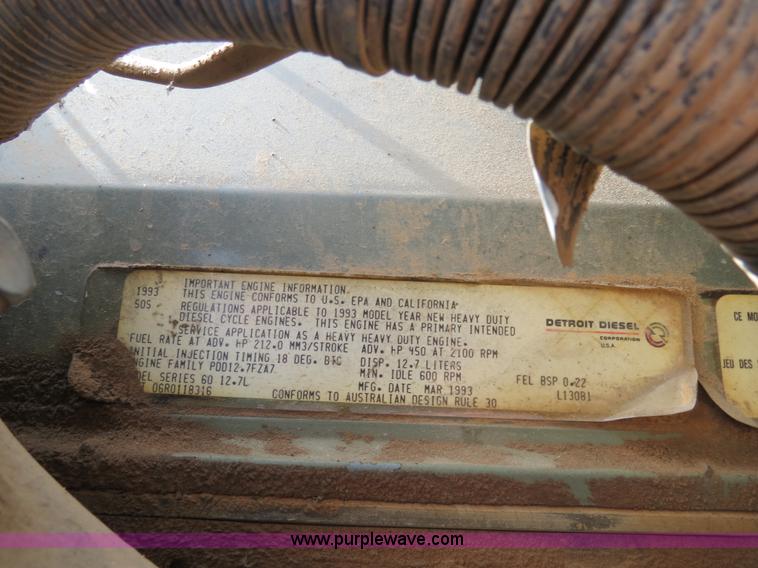 1993 IMPORTANT ENGINE INFORMATION.
SOS THIS ENGINE CONFORMS TO U.S. EPA AND CALIFORNIA
REGULATIONS APPLICABLE TO 1993 MODEL YEAR NEW HEAVY DUTY
DIESEL CYCLE ENGINES. THIS ENGINE HAS A PRIMARY INTENDED
SERVICE APPLICATION AS A HEAVY HEAVY DUTY ENGINE.
FUEL RATE AT ADV. HP 212.0 MM3/STROKE ADV. HP 450 AT 2100 RPM
INITIAL INJECTION TIMING 18 DEG. BTC DISP. 12.7 LITERS
NGINE FAMILY PDD12.7FZA7 MIN. IDLE 600 RPM FEL BSP 0.22
DEL SERIES 60 12.7L MFG. DATE MAR 1993 L13081
06R0118316 CONFORMS TO AUSTRALIAN DESIGN RULE 30
DETROIT DIESEL
CORPORATION
U.S.A.
CE MO
JEU DES
www.purplewave.com